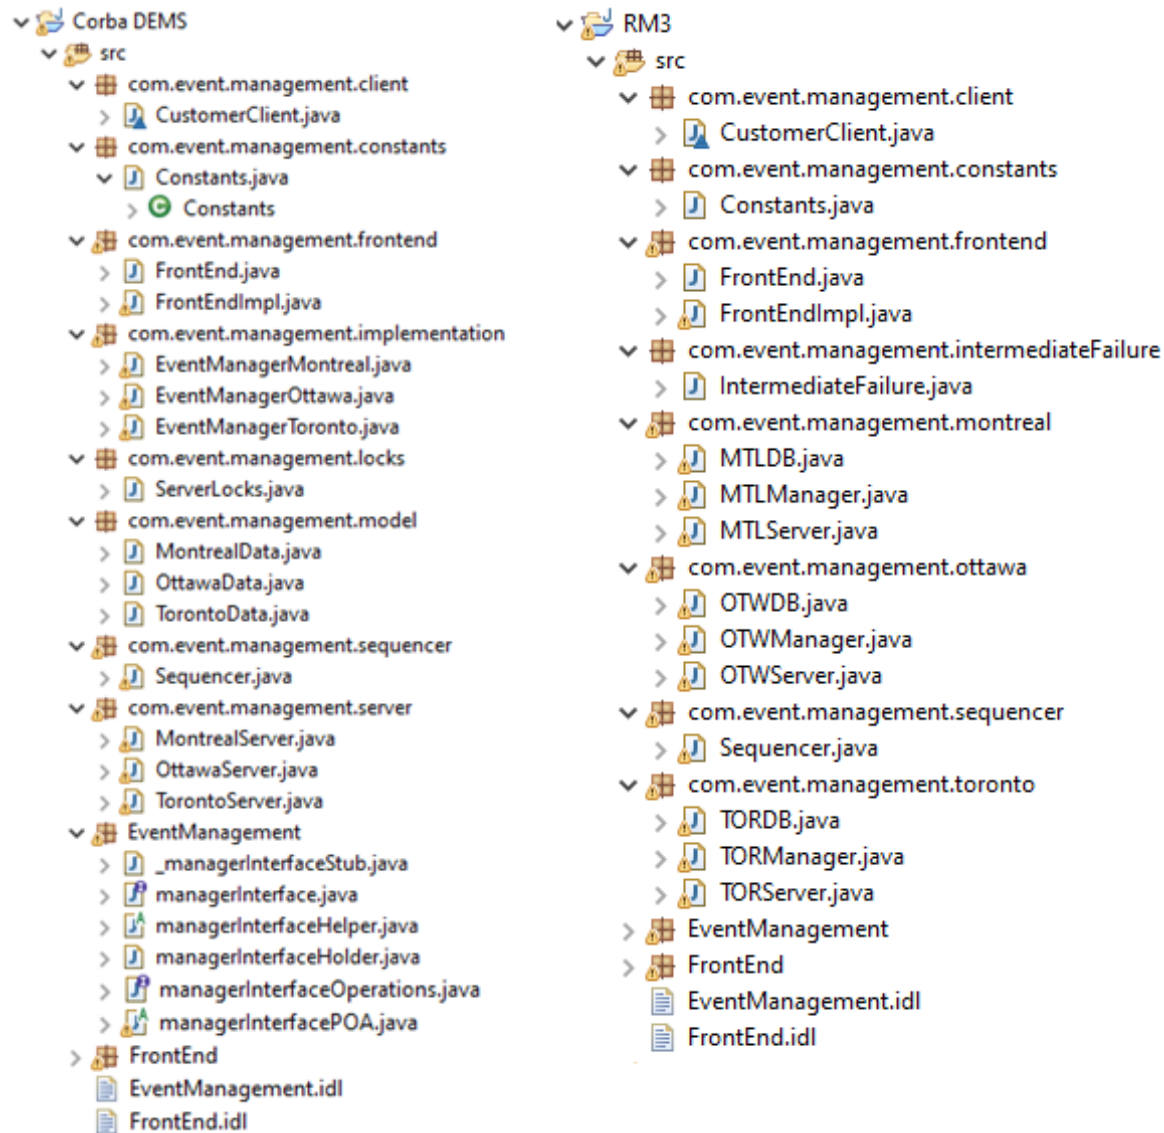 Corba DEMS
src
com.event.management.client
CustomerClient.java
com.event.management.constants
Constants.java
Constants
com.event.management.frontend
FrontEnd.java
FrontEndImpl.java
com.event.management.implementation
EventManagerMontreal.java
EventManagerOttawa.java
EventManagerToronto.java
com.event.management.locks
ServerLocks.java
com.event.management.model
MontrealData.java
OttawaData.java
TorontoData.java
com.event.management.sequencer
Sequencer.java
com.event.management.server
MontrealServer.java
OttawaServer.java
TorontoServer.java
EventManagement
_managerInterfaceStub.java
managerInterface.java
managerInterfaceHelper.java
managerInterfaceHolder.java
managerInterfaceOperations.java
managerInterfacePOA.java
FrontEnd
EventManagement.idl
FrontEnd.idl
RM3
src
com.event.management.client
CustomerClient.java
com.event.management.constants
Constants.java
com.event.management.frontend
FrontEnd.java
FrontEndImpl.java
com.event.management.intermediateFailure
IntermediateFailure.java
com.event.management.montreal
MTLDB.java
MTLManager.java
MTLServer.java
com.event.management.ottawa
OTWDB.java
OTWManager.java
OTWServer.java
com.event.management.sequencer
Sequencer.java
com.event.management.toronto
TORDB.java
TORManager.java
TORServer.java
EventManagement
FrontEnd
EventManagement.idl
FrontEnd.idl